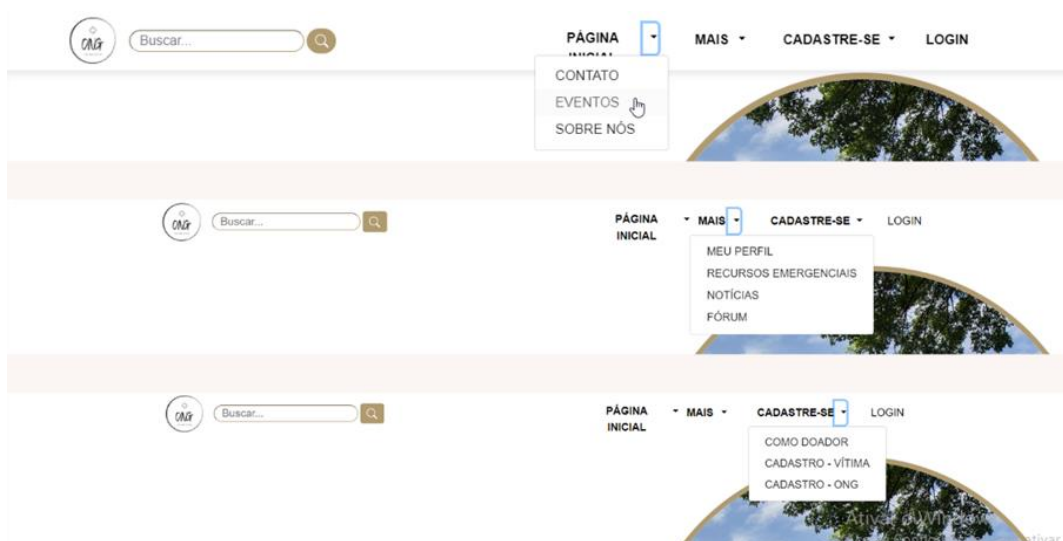 ONG
Buscar...
PÁGINA
INICIAL
MAIS
CADASTRE-SE
LOGIN
CONTATO
EVENTOS
SOBRE NÓS
ONG
Buscar...
PÁGINA
INICIAL
MAIS
CADASTRE-SE
LOGIN
MEU PERFIL
RECURSOS EMERGENCIAIS
NOTÍCIAS
FÓRUM
ONG
Buscar...
PÁGINA
INICIAL
MAIS
CADASTRE-SE
LOGIN
COMO DOADOR
CADASTRO - VÍTIMA
CADASTRO - ONG